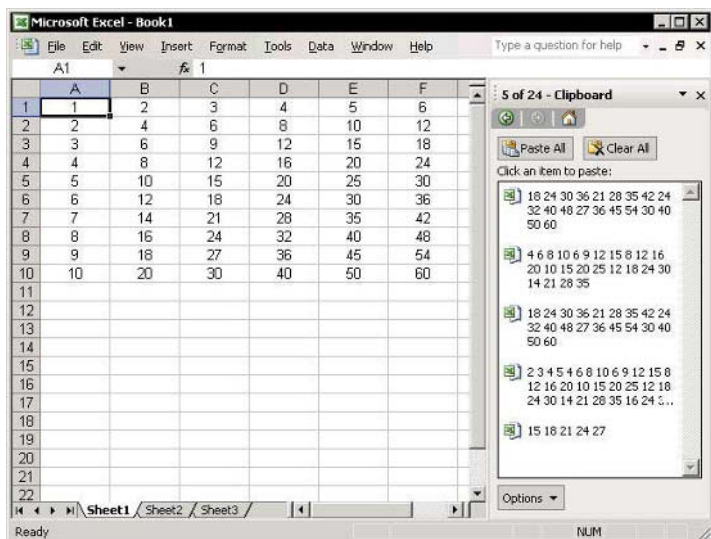 Microsoft Excel - Book1
File Edit View Insert Format Tools Data Window Help Type a question for help
A1 fx 1
A B C D E F
1 1 2 3 4 5 6
2 2 4 6 8 10 12
3 3 6 9 12 15 18
4 4 8 12 16 20 24
5 5 10 15 20 25 30
6 6 12 18 24 30 36
7 7 14 21 28 35 42
8 8 16 24 32 40 48
9 9 18 27 36 45 54
10 10 20 30 40 50 60
11
12
13
14
15
16
17
18
19
20
21
22
Sheet1 Sheet2 Sheet3
5 of 24 - Clipboard
Paste All Clear All
Click an item to paste:
18 24 30 36 21 28 35 42 24
32 40 48 27 36 45 54 30 40
50 60
4 6 8 10 6 9 12 15 8 12 16
20 10 15 20 25 12 18 24 30
14 21 28 35
18 24 30 36 21 28 35 42 24
32 40 48 27 36 45 54 30 40
50 60
2 3 4 5 4 6 8 10 6 9 12 15 8
12 16 20 10 15 20 25 12 18
24 30 14 21 28 35 16 24 3...
15 18 21 24 27
Options
Ready NUM